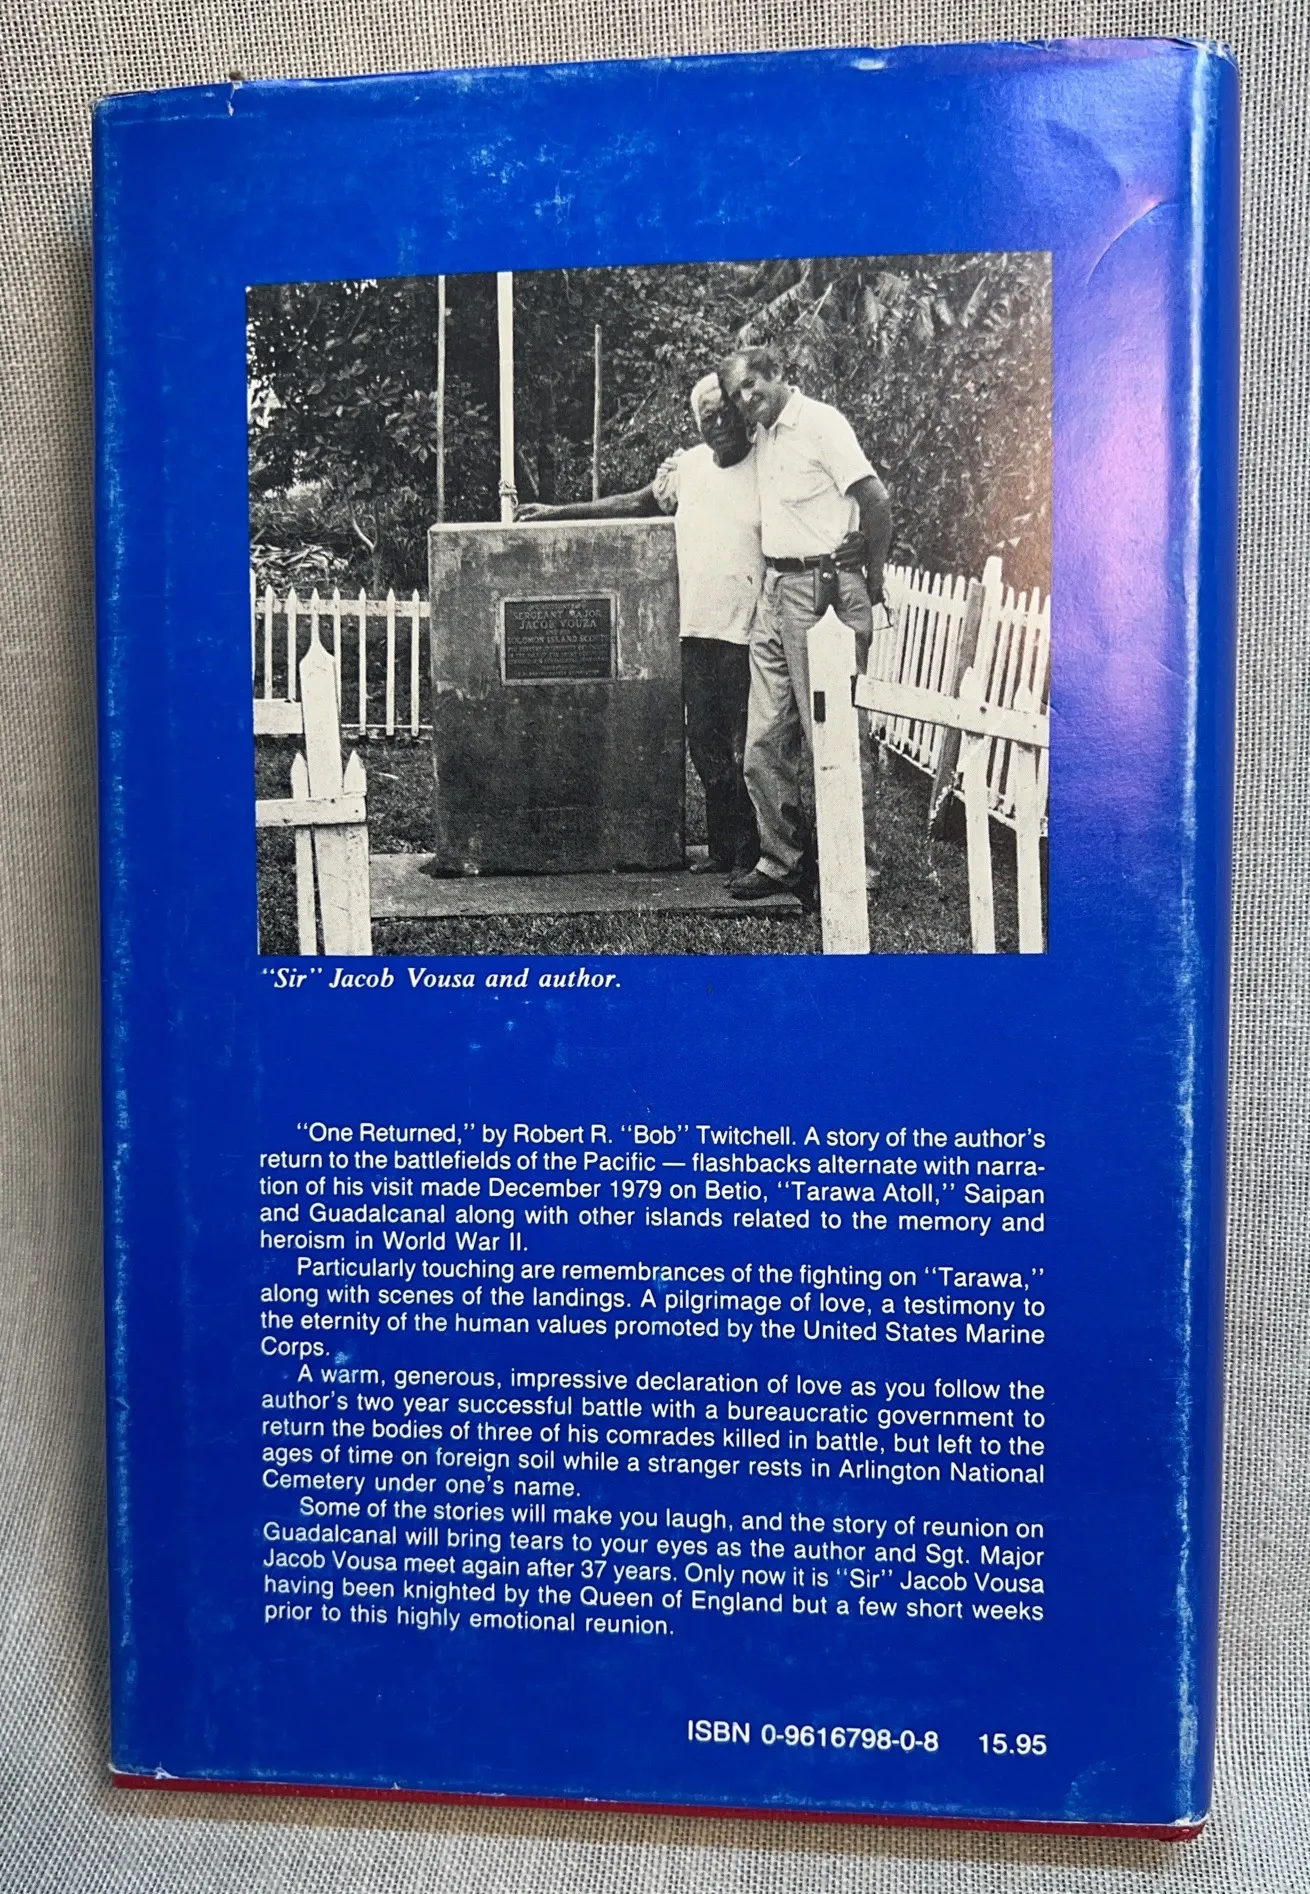 SERGEANT MAJOR
JACOB VOUZA
SOLOMON ISLAND SCOUTS
"Sir" Jacob Vousa and author.
"One Returned," by Robert R. "Bob" Twitchell. A story of the author's
return to the battlefields of the Pacific — flashbacks alternate with narra-
tion of his visit made December 1979 on Betio, "Tarawa Atoll," Saipan
and Guadalcanal along with other islands related to the memory and
heroism in World War II.
Particularly touching are remembrances of the fighting on "Tarawa,"
along with scenes of the landings. A pilgrimage of love, a testimony to
the eternity of the human values promoted by the United States Marine
Corps.
A warm, generous, impressive declaration of love as you follow the
author's two year successful battle with a bureaucratic government to
return the bodies of three of his comrades killed in battle, but left to the
ages of time on foreign soil while a stranger rests in Arlington National
Cemetery under one's name.
Some of the stories will make you laugh, and the story of reunion on
Guadalcanal will bring tears to your eyes as the author and Sgt. Major
Jacob Vousa meet again after 37 years. Only now it is "Sir" Jacob Vousa
having been knighted by the Queen of England but a few short weeks
prior to this highly emotional reunion.
ISBN 0-9616798-0-8 15.95